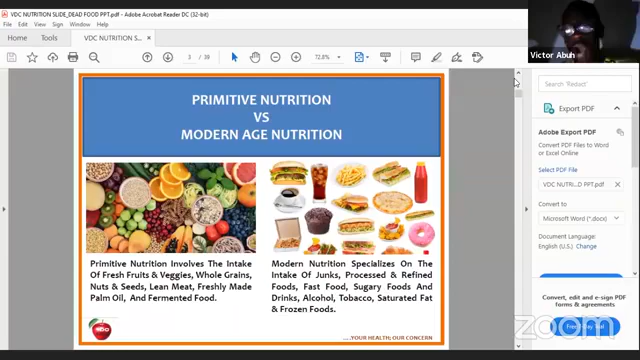 VDC NUTRITION SLIDE_DEAD FOOD PPT.pdf - Adobe Acrobat Reader DC (32-bit)
File Edit View Sign Window Help
Home Tools VDC NUTRITION S... ×
3 / 39 72.8%
Victor Abuh
PRIMITIVE NUTRITION
VS
MODERN AGE NUTRITION
Primitive Nutrition Involves The Intake
Of Fresh Fruits & Veggies, Whole Grains,
Nuts & Seeds, Lean Meat, Freshly Made
Palm Oil, And Fermented Food.
Modern Nutrition Specializes On The
Intake Of Junks, Processed & Refined
Foods, Fast Food, Sugary Foods And
Drinks, Alcohol, Tobacco, Saturated Fat
& Frozen Foods.
....YOUR HEALTH; OUR CONCERN
Search 'Redact'
Export PDF
Adobe Export PDF
Convert PDF Files to Word
or Excel Online
Select PDF File
VDC NUTRI...D PPT.pdf ×
Convert to
Microsoft Word (*.docx)
Document Language:
English (U.S.) Change
Convert, edit and e-sign PDF
forms & agreements
Free 7-Day Trial
zoom